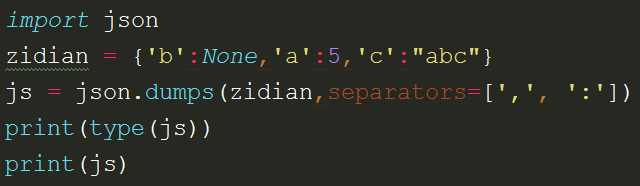 import json
zidian = {'b':None,'a':5,'c':"abc"}
js = json.dumps(zidian,separators=[',', ':'])
print(type(js))
print(js)